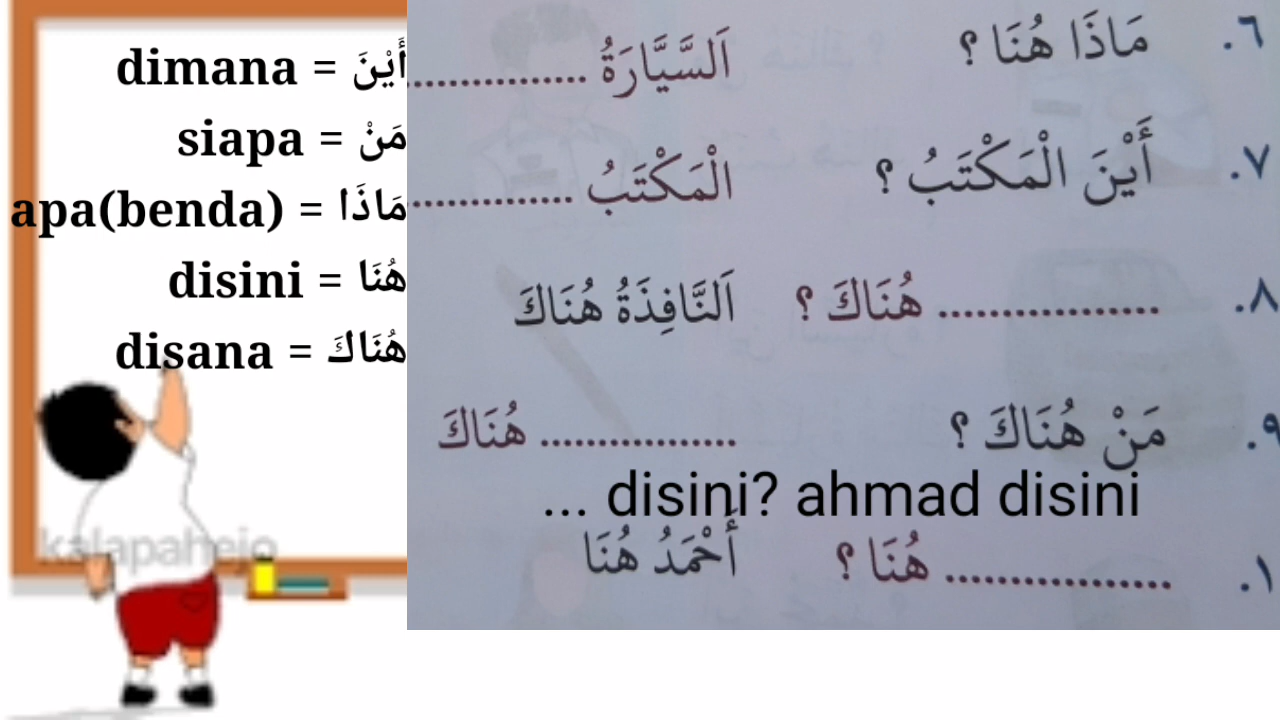 dimana = أَيْنَ
siapa = مَنْ
apa(benda) = مَاذَا
disini = هُنَا
disana = هُنَاكَ
kalapahejo
٦. مَاذَا هُنَا ؟ اَلسَّيَّارَةُ ................
٧. أَيْنَ الْمَكْتَبُ ؟ الْمَكْتَبُ ................
٨. ................ هُنَاكَ ؟ اَلنَّافِذَةُ هُنَاكَ
٩. مَنْ هُنَاكَ ؟ ................ هُنَاكَ
... disini? ahmad disini
١. ................ هُنَا ؟ أَحْمَدُ هُنَا